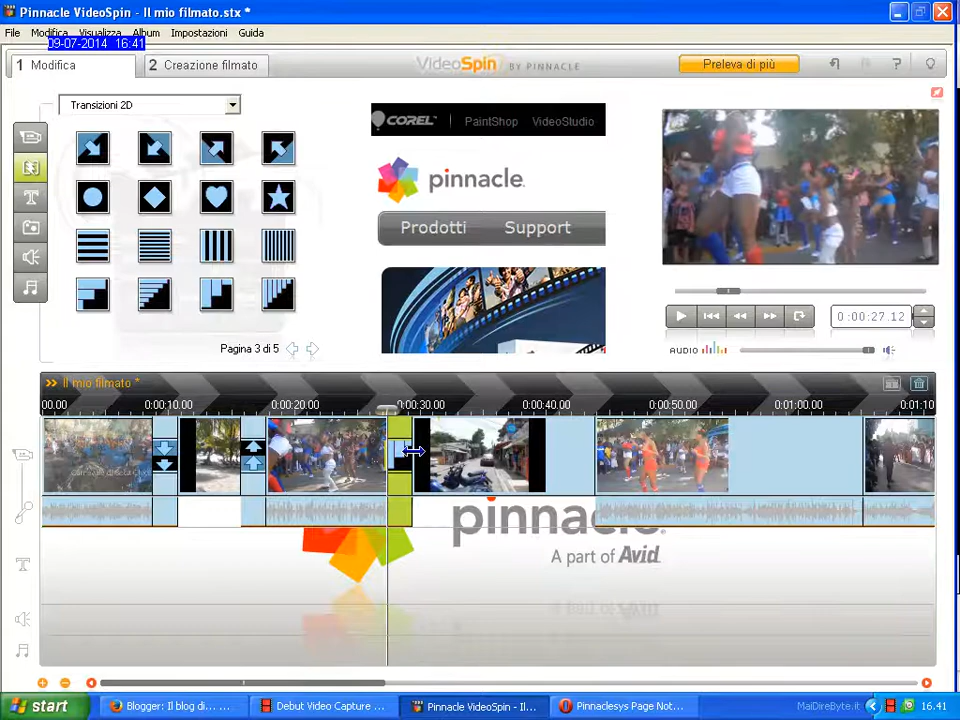 Pinnacle VideoSpin - Il mio filmato.stx *
File Modifica Visualizza Album Impostazioni Guida
09-07-2014 16:41
1 Modifica
2 Creazione filmato
VideoSpin BY PINNACLE
Preleva di più
Transizioni 2D
COREL | PaintShop VideoStudio
pinnacle.
Prodotti Support
0:00:27.12
Pagina 3 di 5
AUDIO
Il mio filmato *
00.00 0:00:10.00 0:00:20.00 0:00:30.00 0:00:40.00 0:00:50.00 0:01:00.00 0:01:10
pinnacle.
A part of Avid.
start
Blogger: Il blog di...
Debut Video Capture ...
Pinnacle VideoSpin - Il...
Pinnaclesys Page Not...
MaiDireByte.it
16.41